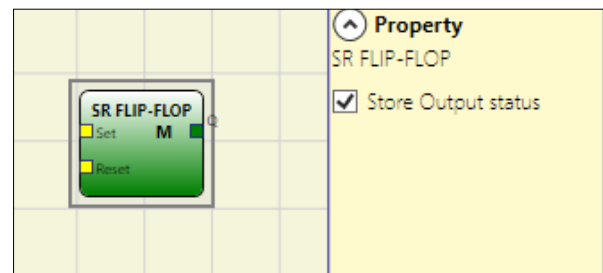 SR FLIP-FLOP
Set M Q
Reset
Property
SR FLIP-FLOP
Store Output status